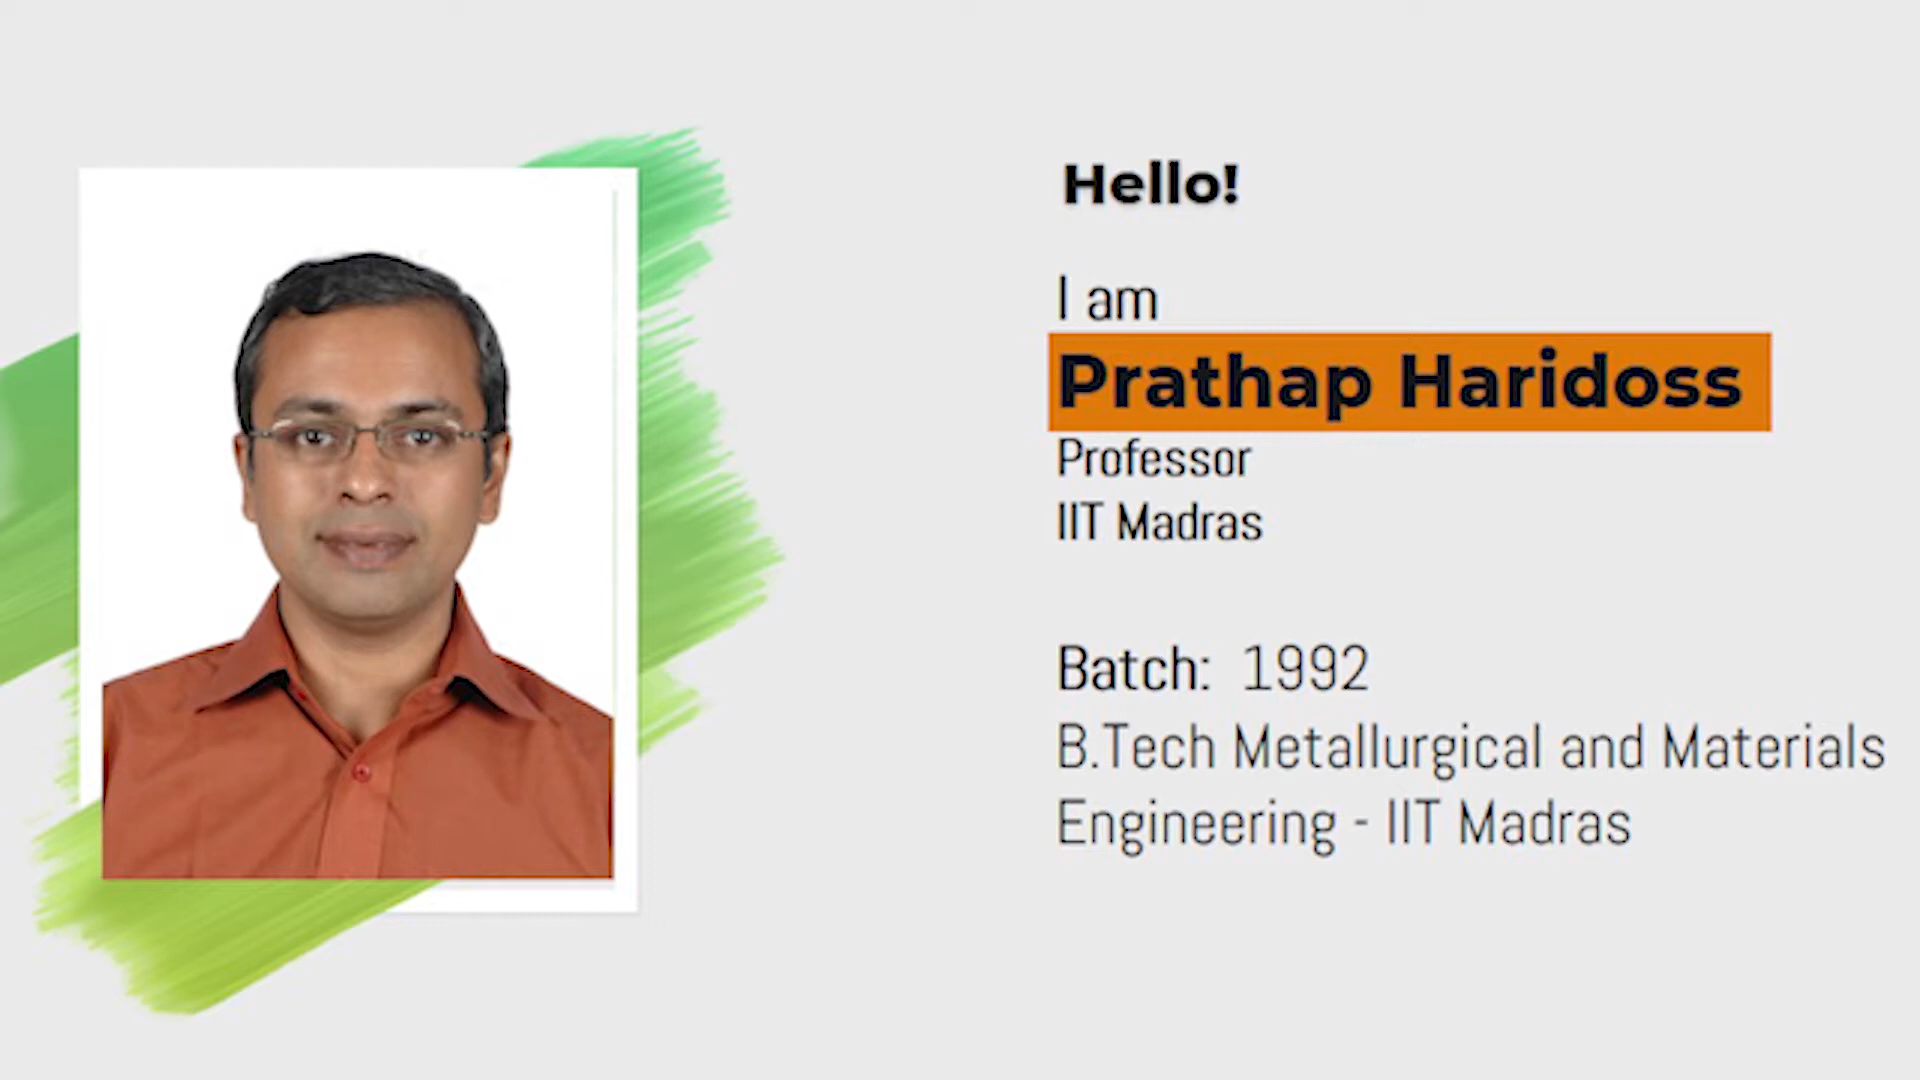 Hello!
I am
Prathap Haridoss
Professor
IIT Madras
Batch: 1992
B.Tech Metallurgical and Materials
Engineering - IIT Madras